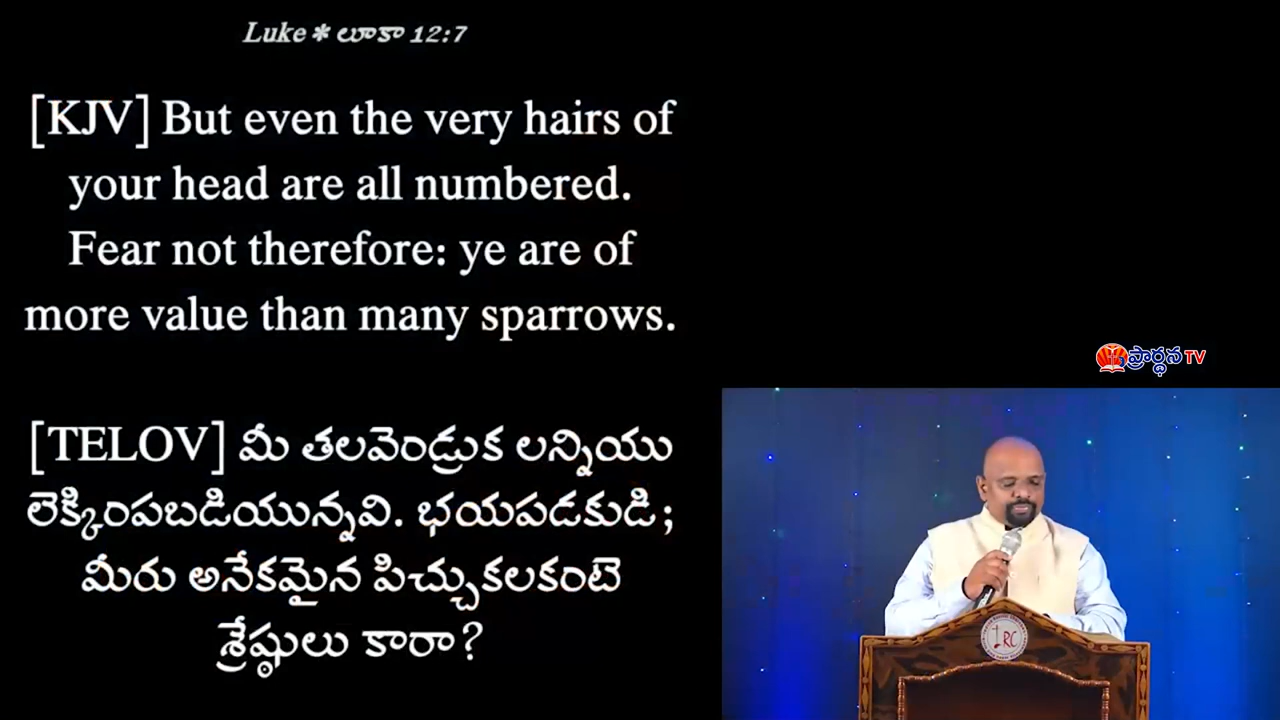 Luke * లూకా 12:7
[KJV] But even the very hairs of
your head are all numbered.
Fear not therefore: ye are of
more value than many sparrows.
[TELOV] మీ తలవెండ్రుక లన్నియు
లెక్కింపబడియున్నవి. భయపడకుడి;
మీరు అనేకమైన పిచ్చుకలకంటె
శ్రేష్ఠులు కారా?
ప్రార్థన TV
LRC